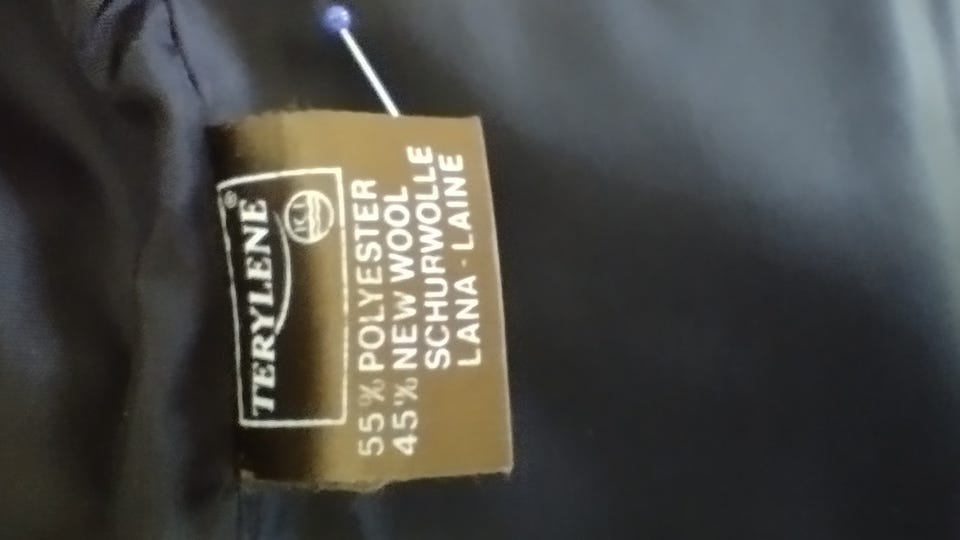 TERYLENE®
ICI
55% POLYESTER
45% NEW WOOL
SCHURWOLLE
LANA · LAINE